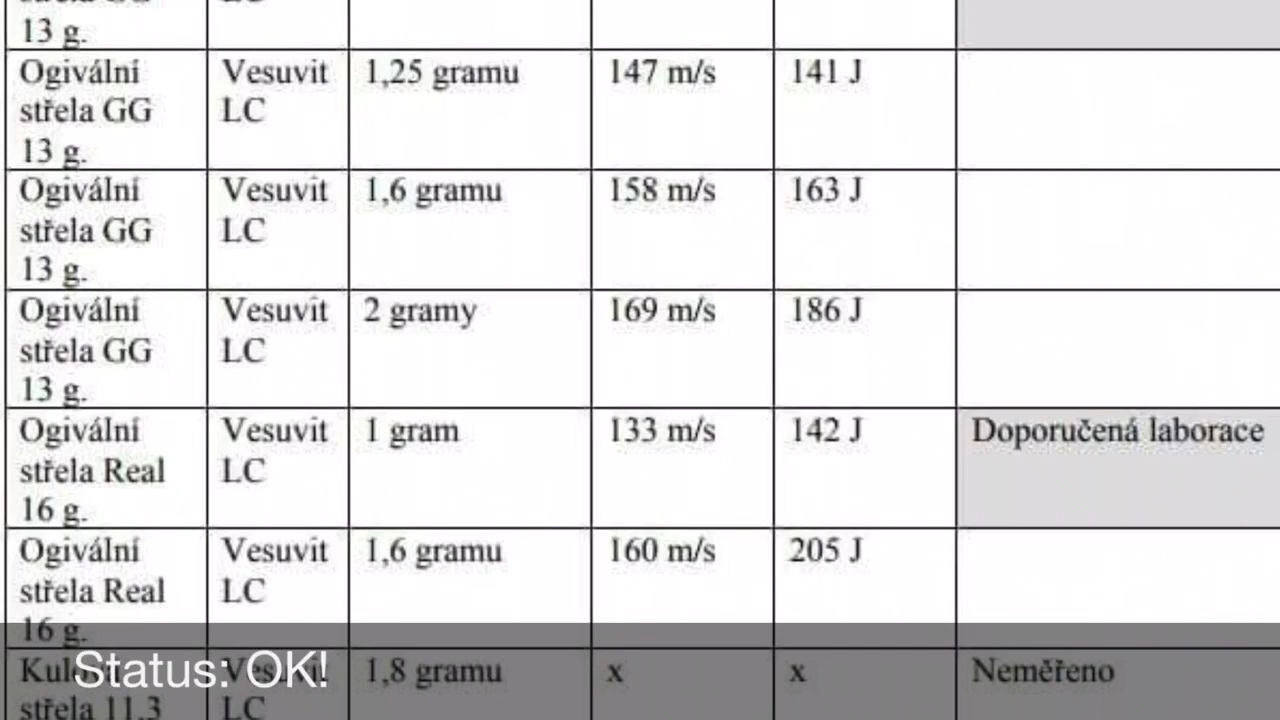 13 g.
Ogivální Vesuvit 1,25 gramu 147 m/s 141 J
střela GG LC
13 g.
Ogivální Vesuvit 1,6 gramu 158 m/s 163 J
střela GG LC
13 g.
Ogivální Vesuvit 2 gramy 169 m/s 186 J
střela GG LC
13 g.
Ogivální Vesuvit 1 gram 133 m/s 142 J Doporučená laborace
střela Real LC
16 g.
Ogivální Vesuvit 1,6 gramu 160 m/s 205 J
střela Real LC
16 g.
Status: OK!
1,8 gramu x x Neměřeno
střela 11,3 LC